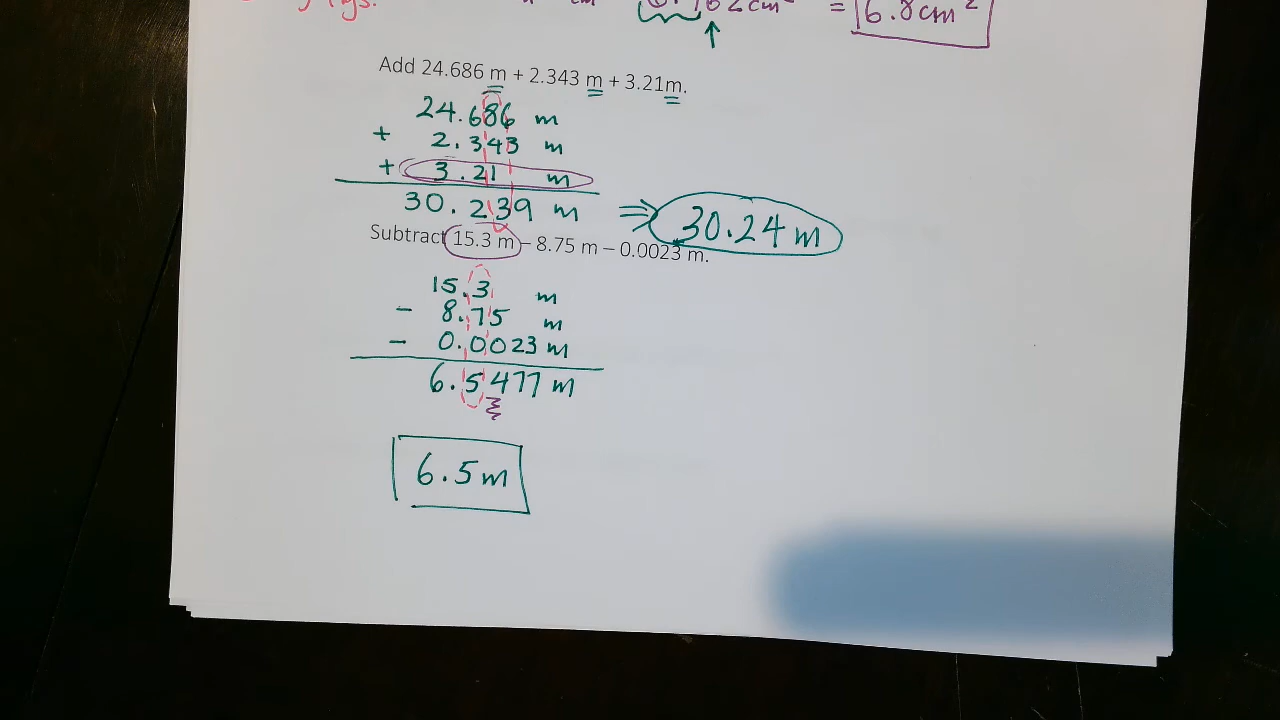 cm = 6.8cm²
Add 24.686 m + 2.343 m + 3.21m.
24.686 m
+ 2.343 m
+ 3.21 m
30.239 m ⇒ 30.24 m
Subtract 15.3 m – 8.75 m – 0.0023 m.
15.3 m
- 8.75 m
- 0.0023 m
6.5477 m
6.5 m